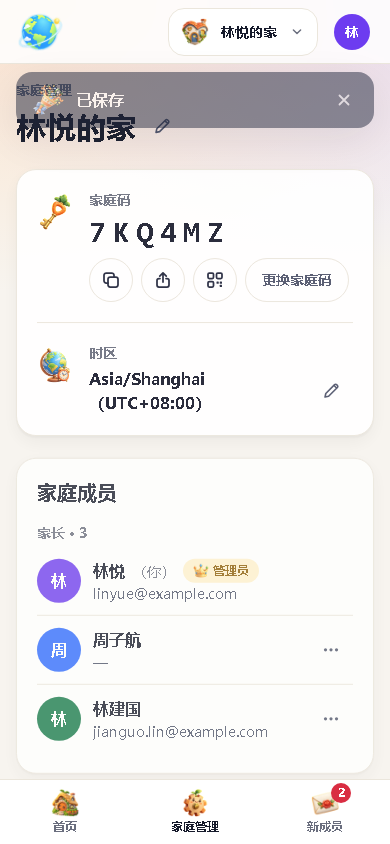 林悦的家
林
家庭管理
已保存
林悦的家
家庭码
7KQ4MZ
更换家庭码
时区
Asia/Shanghai
（UTC+08:00）
家庭成员
家长 • 3
林
林悦 （你） 管理员
linyue@example.com
周
周子航
—
林
林建国
jianguo.lin@example.com
首页
家庭管理
2
新成员